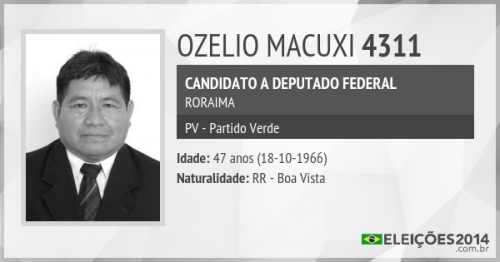 OZELIO MACUXI 4311
CANDIDATO A DEPUTADO FEDERAL
RORAIMA
PV - Partido Verde
Idade: 47 anos (18-10-1966)
Naturalidade: RR - Boa Vista
ELEIÇÕES2014
.com.br